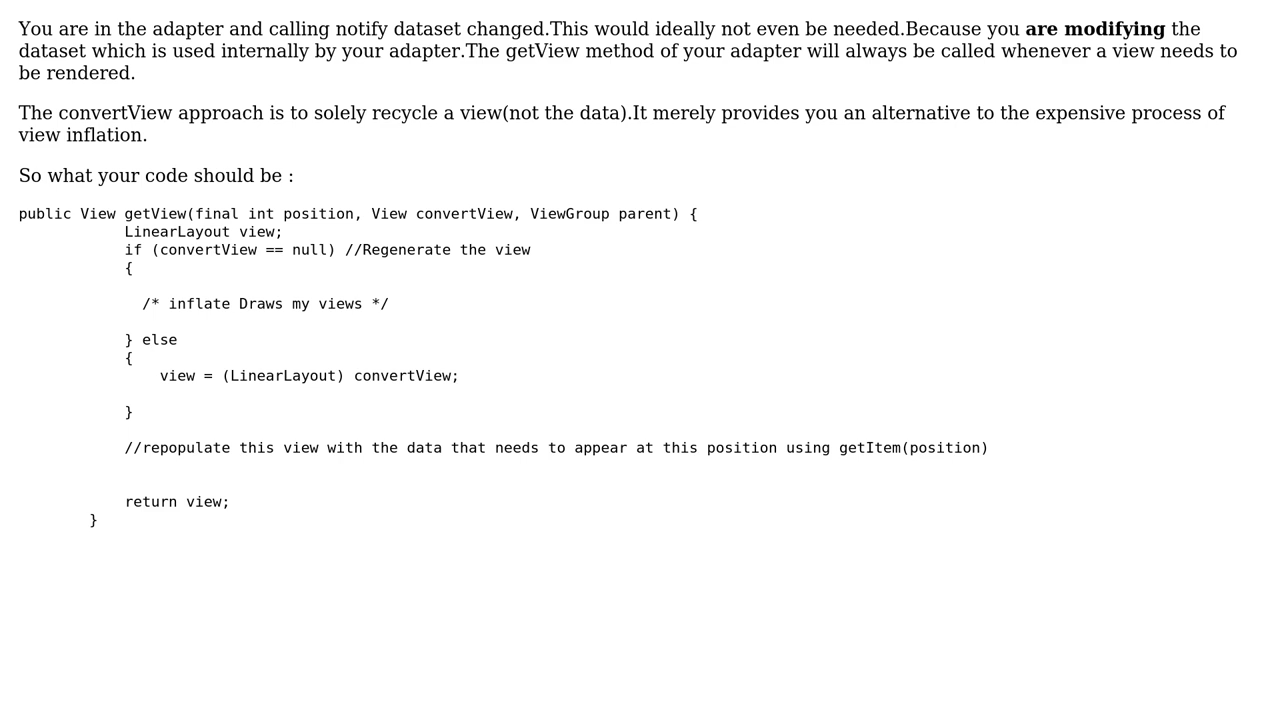 You are in the adapter and calling notify dataset changed.This would ideally not even be needed.Because you are modifying the
dataset which is used internally by your adapter.The getView method of your adapter will always be called whenever a view needs to
be rendered.
The convertView approach is to solely recycle a view(not the data).It merely provides you an alternative to the expensive process of
view inflation.
So what your code should be :
public View getView(final int position, View convertView, ViewGroup parent) {
            LinearLayout view;
            if (convertView == null) //Regenerate the view
            {
              /* inflate Draws my views */
            } else
            {
                view = (LinearLayout) convertView;
            }
            //repopulate this view with the data that needs to appear at this position using getItem(position)
            return view;
        }